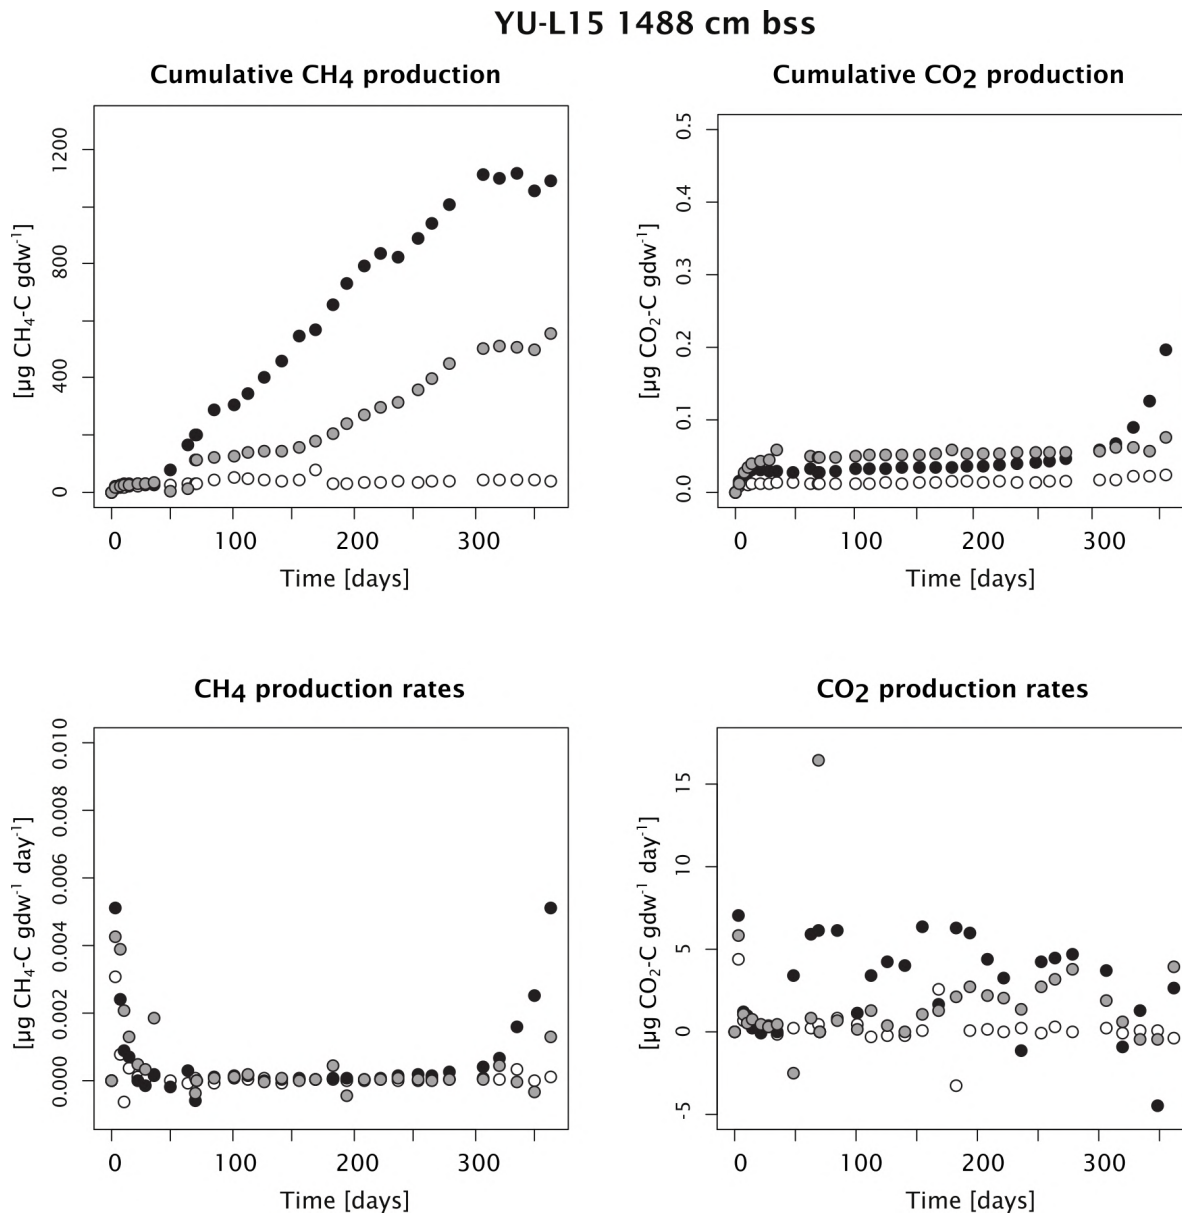 YU-L15 1488 cm bss
Cumulative CH4 production
[µg CH₄-C gdw⁻¹]
1200
800
400
0
0 100 200 300
Time [days]
Cumulative CO2 production
[µg CO₂-C gdw⁻¹]
0.5
0.4
0.3
0.2
0.1
0.0
0 100 200 300
Time [days]
CH4 production rates
[µg CH₄-C gdw⁻¹ day⁻¹]
0.010
0.008
0.006
0.004
0.002
0.000
0 100 200 300
Time [days]
CO2 production rates
[µg CO₂-C gdw⁻¹ day⁻¹]
15
10
5
0
-5
0 100 200 300
Time [days]